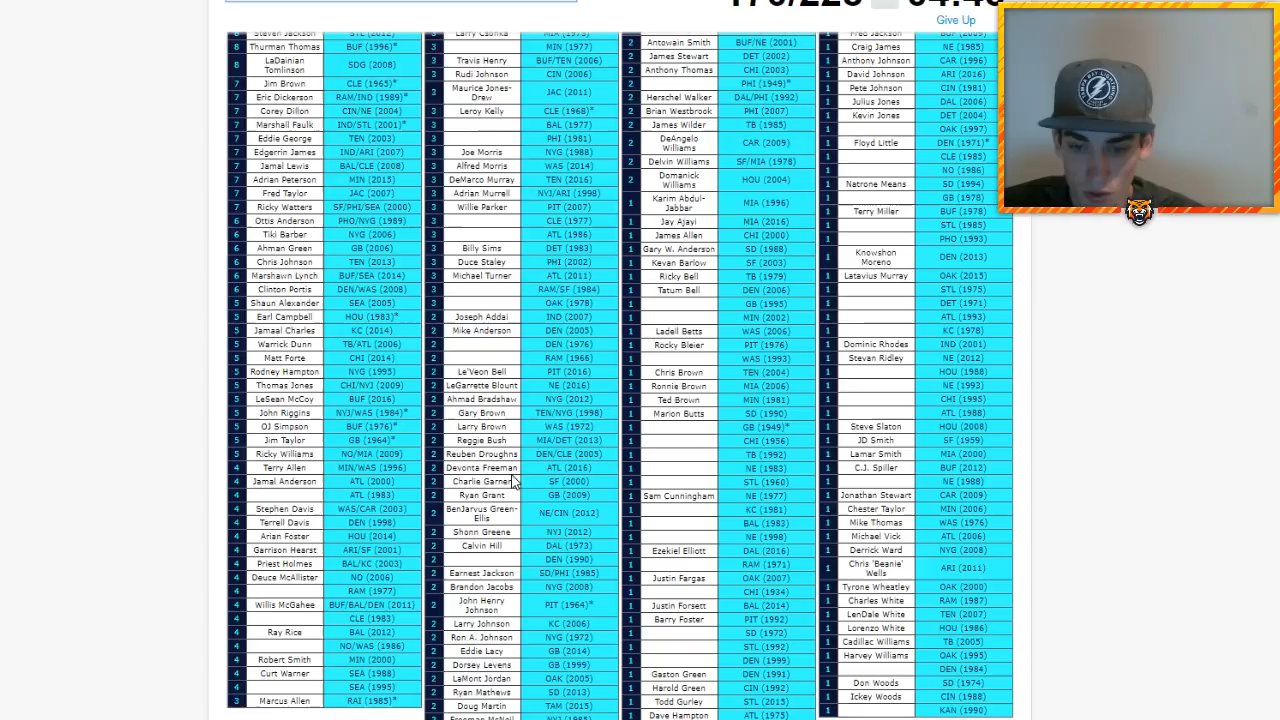 Give Up
8 Thurman Thomas BUF (1996)*
8 LaDainian Tomlinson SDG (2008)
7 Jim Brown CLE (1965)*
7 Eric Dickerson RAM/IND (1989)*
7 Corey Dillon CIN/NE (2004)
7 Marshall Faulk IND/STL (2001)*
7 Eddie George TEN (2003)
7 Edgerrin James IND/ARI (2007)
7 Jamal Lewis BAL/CLE (2008)
7 Adrian Peterson MIN (2015)
7 Fred Taylor JAC (2007)
7 Ricky Watters SF/PHI/SEA (2000)
6 Ottis Anderson PHO/NYG (1989)
6 Tiki Barber NYG (2006)
6 Ahman Green GB (2006)
6 Chris Johnson TEN (2013)
6 Marshawn Lynch BUF/SEA (2014)
6 Clinton Portis DEN/WAS (2008)
5 Shaun Alexander SEA (2005)
5 Earl Campbell HOU (1983)*
5 Jamaal Charles KC (2014)
5 Warrick Dunn TB/ATL (2006)
5 Matt Forte CHI (2014)
5 Rodney Hampton NYG (1995)
5 Thomas Jones CHI/NYJ (2009)
5 LeSean McCoy BUF (2016)
5 John Riggins NYJ/WAS (1984)*
5 OJ Simpson BUF (1976)*
5 Jim Taylor GB (1964)*
5 Ricky Williams NO/MIA (2009)
4 Terry Allen MIN/WAS (1996)
4 Jamal Anderson ATL (2000)
4 ATL (1983)
4 Stephen Davis WAS/CAR (2003)
4 Terrell Davis DEN (1998)
4 Arian Foster HOU (2014)
4 Garrison Hearst ARI/SF (2001)
4 Priest Holmes BAL/KC (2003)
4 Deuce McAllister NO (2006)
4 RAM (1977)
4 Willis McGahee BUF/BAL/DEN (2011)
4 CLE (1983)
4 Ray Rice BAL (2012)
4 NO/WAS (1986)
4 Robert Smith MIN (2000)
4 Curt Warner SEA (1988)
4 SEA (1995)
3 Marcus Allen RAI (1985)*
3 MIN (1977)
3 Travis Henry BUF/TEN (2006)
3 Rudi Johnson CIN (2006)
3 Maurice Jones-Drew JAC (2011)
3 Leroy Kelly CLE (1968)*
3 BAL (1977)
3 PHI (1981)
3 Joe Morris NYG (1988)
3 Alfred Morris WAS (2014)
3 DeMarco Murray TEN (2016)
3 Adrian Murrell NYJ/ARI (1998)
3 Willie Parker PIT (2007)
3 CLE (1977)
3 ATL (1986)
3 Billy Sims DET (1983)
3 Duce Staley PHI (2002)
3 Michael Turner ATL (2011)
3 RAM/SF (1984)
3 OAK (1978)
2 Joseph Addai IND (2007)
2 Mike Anderson DEN (2005)
2 DEN (1976)
2 RAM (1966)
2 Le'Veon Bell PIT (2016)
2 LeGarrette Blount NE (2016)
2 Ahmad Bradshaw NYG (2012)
2 Gary Brown TEN/NYG (1998)
2 Larry Brown WAS (1972)
2 Reggie Bush MIA/DET (2013)
2 Reuben Droughns DEN/CLE (2005)
2 Devonta Freeman ATL (2016)
2 Charlie Garner SF (2000)
2 Ryan Grant GB (2009)
2 BenJarvus Green-Ellis NE/CIN (2012)
2 Shonn Greene NYJ (2012)
2 Calvin Hill DAL (1973)
2 DEN (1990)
2 Earnest Jackson SD/PHI (1985)
2 Brandon Jacobs NYG (2008)
2 John Henry Johnson PIT (1964)*
2 Larry Johnson KC (2006)
2 Ron A. Johnson NYG (1972)
2 Eddie Lacy GB (2014)
2 Dorsey Levens GB (1999)
2 LaMont Jordan OAK (2005)
2 Ryan Mathews SD (2013)
2 Doug Martin TAM (2015)
2 Antowain Smith BUF/NE (2001)
2 James Stewart DET (2002)
2 Anthony Thomas CHI (2003)
2 PHI (1949)*
2 Herschel Walker DAL/PHI (1992)
2 Brian Westbrook PHI (2007)
2 James Wilder TB (1985)
2 DeAngelo Williams CAR (2009)
2 Delvin Williams SF/MIA (1978)
2 Domanick Williams HOU (2004)
1 Karim Abdul-Jabbar MIA (1996)
1 Jay Ajayi MIA (2016)
1 James Allen CHI (2000)
1 Gary W. Anderson SD (1988)
1 Kevan Barlow SF (2003)
1 Ricky Bell TB (1979)
1 Tatum Bell DEN (2006)
1 GB (1995)
1 MIN (2002)
1 Ladell Betts WAS (2006)
1 Rocky Bleier PIT (1976)
1 WAS (1993)
1 Chris Brown TEN (2004)
1 Ronnie Brown MIA (2006)
1 Ted Brown MIN (1981)
1 Marion Butts SD (1990)
1 GB (1949)*
1 CHI (1956)
1 TB (1992)
1 NE (1983)
1 STL (1960)
1 Sam Cunningham NE (1977)
1 KC (1981)
1 BAL (1983)
1 NE (1998)
1 Ezekiel Elliott DAL (2016)
1 RAM (1971)
1 Justin Fargas OAK (2007)
1 CHI (1934)
1 Justin Forsett BAL (2014)
1 Barry Foster PIT (1992)
1 SD (1972)
1 STL (1992)
1 DEN (1999)
1 Gaston Green DEN (1991)
1 Harold Green CIN (1992)
1 Todd Gurley STL (2015)
1 Dave Hampton ATL (1975)
1 Craig James NE (1985)
1 Anthony Johnson CAR (1996)
1 David Johnson ARI (2016)
1 Pete Johnson CIN (1981)
1 Julius Jones DAL (2006)
1 Kevin Jones DET (2004)
1 OAK (1997)
1 Floyd Little DEN (1971)*
1 CLE (1985)
1 NO (1986)
1 Natrone Means SD (1994)
1 GB (1978)
1 Terry Miller BUF (1978)
1 STL (1985)
1 PHO (1993)
1 Knowshon Moreno DEN (2013)
1 Latavius Murray OAK (2015)
1 STL (1975)
1 DET (1971)
1 ATL (1993)
1 KC (1978)
1 Dominic Rhodes IND (2001)
1 Stevan Ridley NE (2012)
1 HOU (1988)
1 NE (1993)
1 CHI (1995)
1 ATL (1988)
1 Steve Slaton HOU (2008)
1 JD Smith SF (1959)
1 Lamar Smith MIA (2000)
1 C.J. Spiller BUF (2012)
1 NE (1988)
1 Jonathan Stewart CAR (2009)
1 Chester Taylor MIN (2006)
1 Mike Thomas WAS (1976)
1 Michael Vick ATL (2006)
1 Derrick Ward NYG (2008)
1 Chris 'Beanie' Wells ARI (2011)
1 Tyrone Wheatley OAK (2000)
1 Charles White RAM (1987)
1 LenDale White TEN (2007)
1 Lorenzo White HOU (1986)
1 Cadillac Williams TB (2005)
1 Harvey Williams OAK (1995)
1 DEN (1984)
1 Don Woods SD (1974)
1 Ickey Woods CIN (1988)
1 KAN (1990)